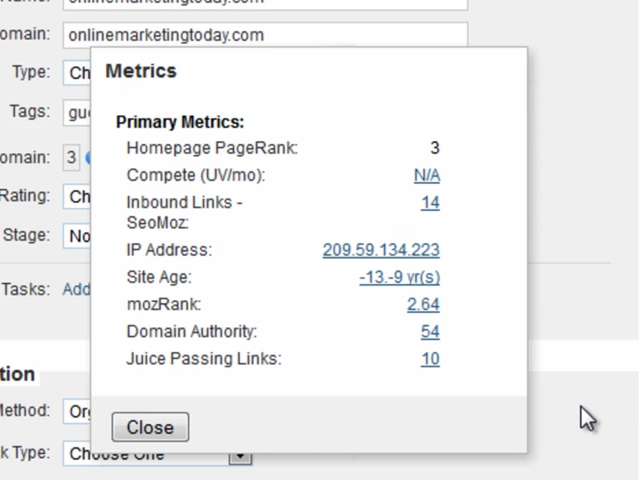 onlinemarketingtoday.com
omain: onlinemarketingtoday.com
Metrics
Type: Ch
Primary Metrics:
Tags: gue
Homepage PageRank: 3
omain: 3
Compete (UV/mo): N/A
Rating: Ch
Inbound Links - SeoMoz: 14
Stage: No
IP Address: 209.59.134.223
Site Age: -13.-9 yr(s)
Tasks: Add
mozRank: 2.64
Domain Authority: 54
Juice Passing Links: 10
tion
Method: Org
Close
k Type: Choose One